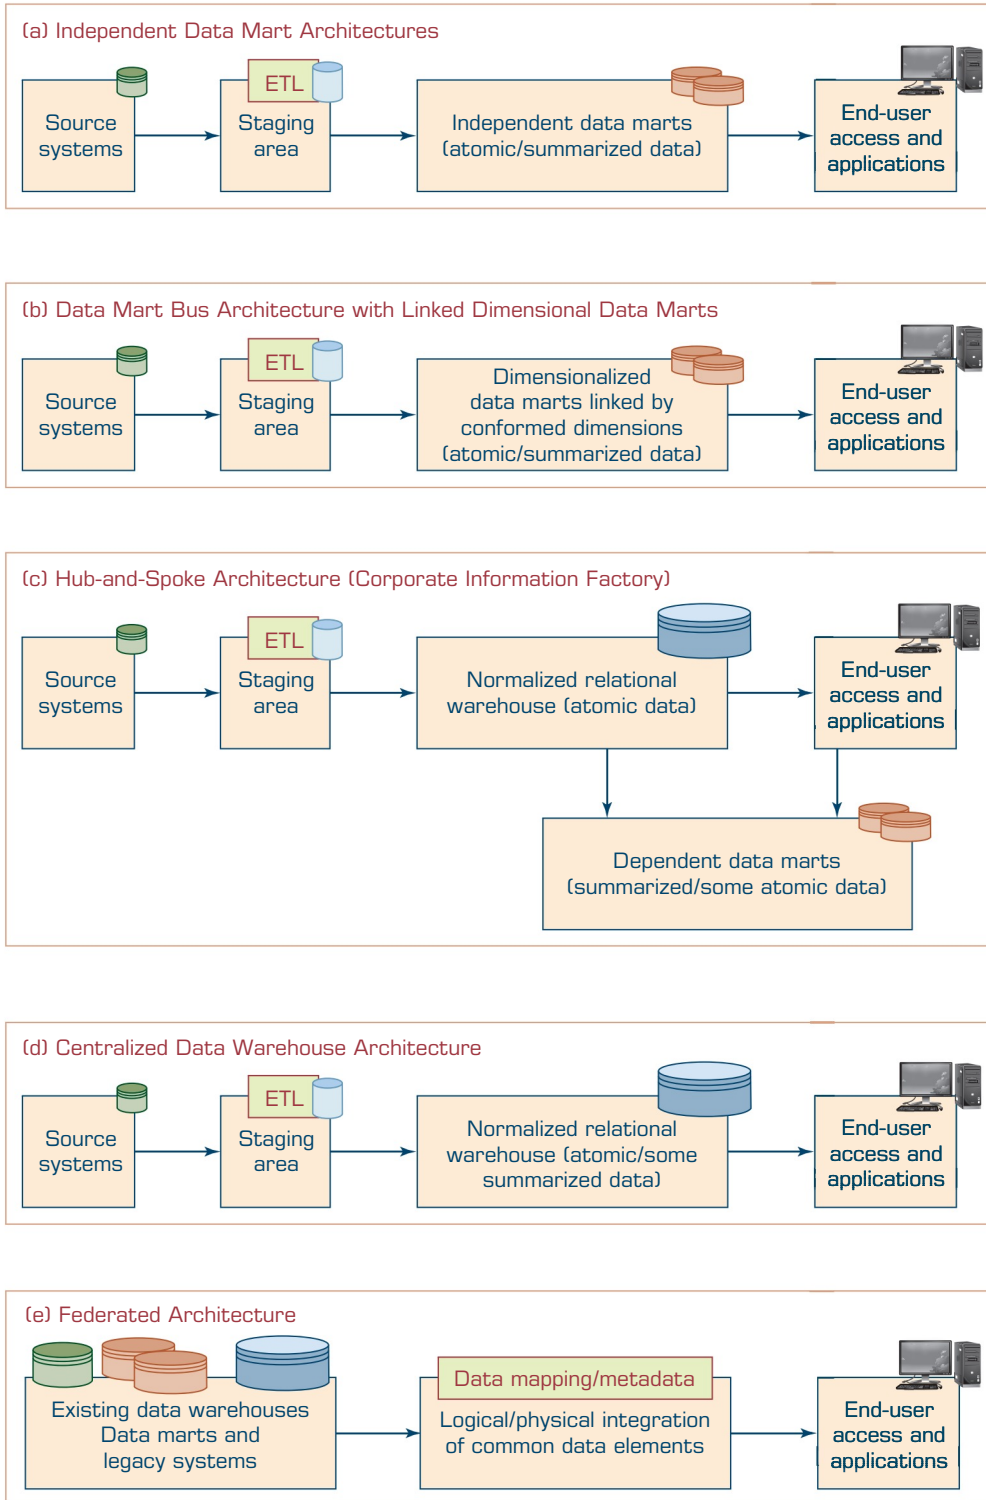 (a) Independent Data Mart Architectures
ETL
Source
systems
Staging
area
Independent data marts
(atomic/summarized data)
End-user
access and
applications
(b) Data Mart Bus Architecture with Linked Dimensional Data Marts
ETL
Source
systems
Staging
area
Dimensionalized
data marts linked by
conformed dimensions
(atomic/summarized data)
End-user
access and
applications
(c) Hub-and-Spoke Architecture (Corporate Information Factory)
ETL
Source
systems
Staging
area
Normalized relational
warehouse (atomic data)
End-user
access and
applications
Dependent data marts
(summarized/some atomic data)
(d) Centralized Data Warehouse Architecture
ETL
Source
systems
Staging
area
Normalized relational
warehouse (atomic/some
summarized data)
End-user
access and
applications
(e) Federated Architecture
Existing data warehouses
Data marts and
legacy systems
Data mapping/metadata
Logical/physical integration
of common data elements
End-user
access and
applications